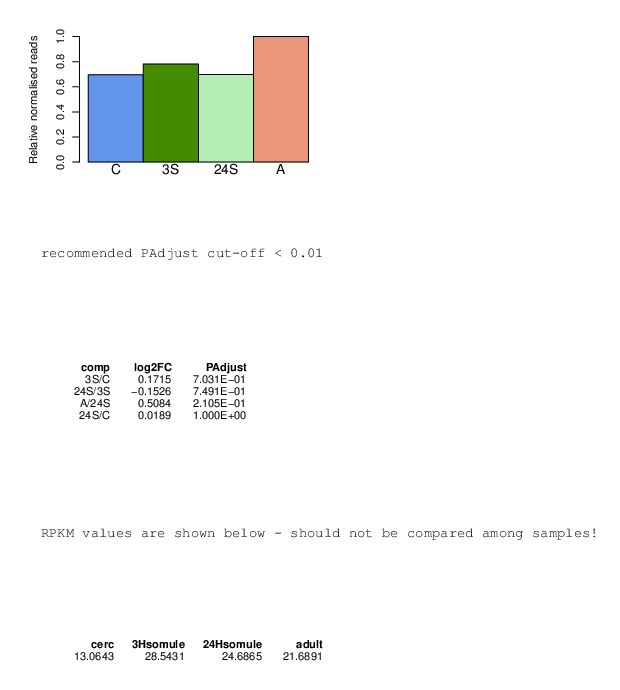 Relative normalised reads
1.0
0.8
0.6
0.4
0.2
0.0
C 3S 24S A
recommended PAdjust cut-off < 0.01
comp log2FC PAdjust
3S/C 0.1715 7.031E−01
24S/3S −0.1526 7.491E−01
A/24S 0.5084 2.105E−01
24S/C 0.0189 1.000E+00
RPKM values are shown below - should not be compared among samples!
cerc 3Hsomule 24Hsomule adult
13.0643 28.5431 24.6865 21.6891